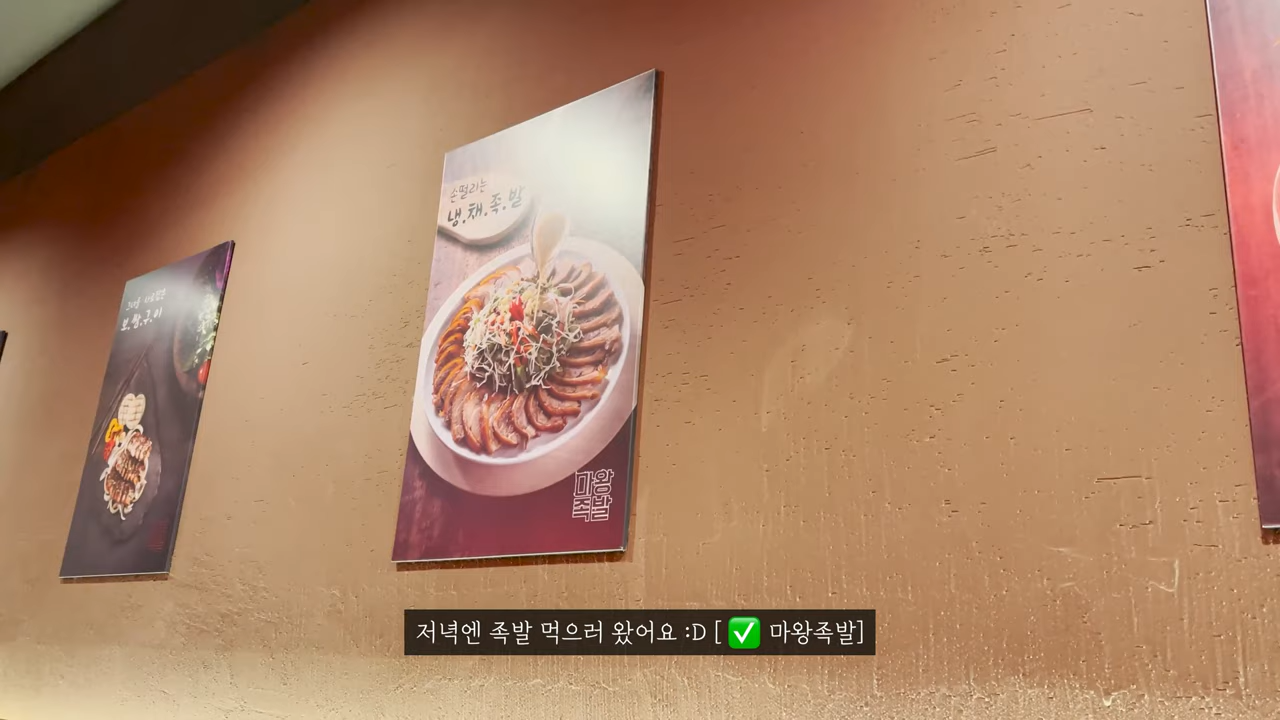 손떨리는
냉.채.족.발
보.쌈.구.이
마왕
족발
저녁엔 족발 먹으러 왔어요 :D [ ✅ 마왕족발]